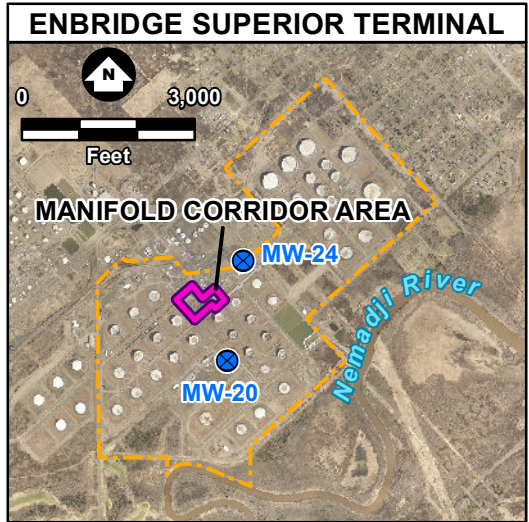 ENBRIDGE SUPERIOR TERMINAL
N
0 3,000
Feet
MANIFOLD CORRIDOR AREA
MW-24
Nemadji River
MW-20